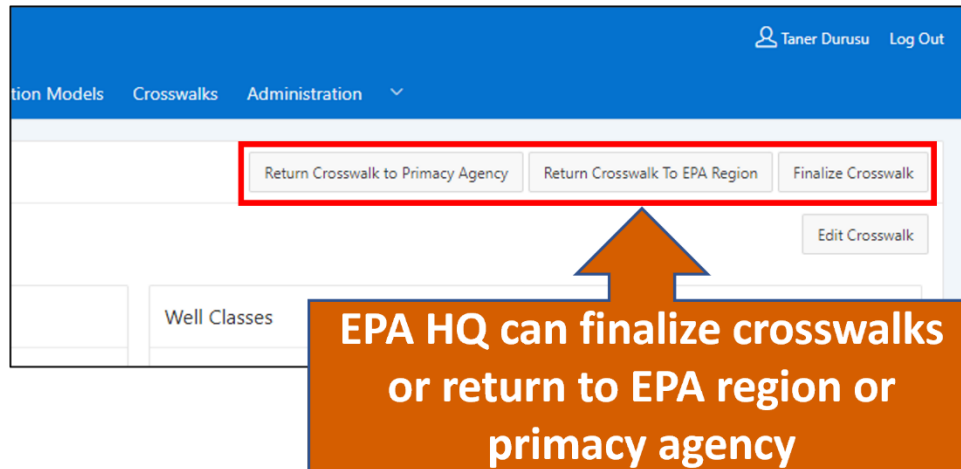 Taner Durusu Log Out
tion Models Crosswalks Administration
Return Crosswalk to Primacy Agency Return Crosswalk To EPA Region Finalize Crosswalk
Edit Crosswalk
Well Classes
EPA HQ can finalize crosswalks
or return to EPA region or
primacy agency